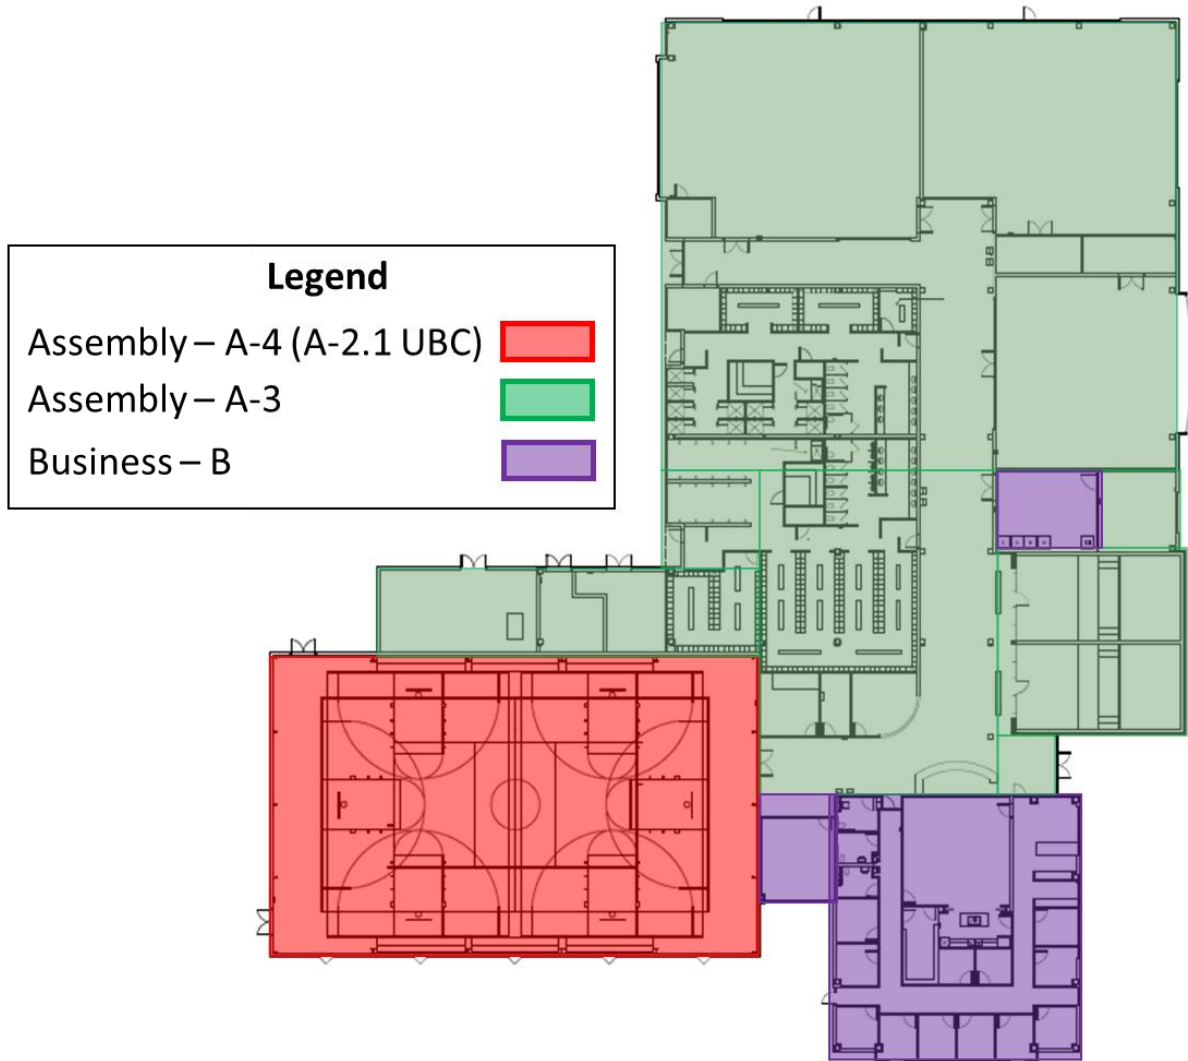 Legend
Assembly – A-4 (A-2.1 UBC)
Assembly – A-3
Business – B